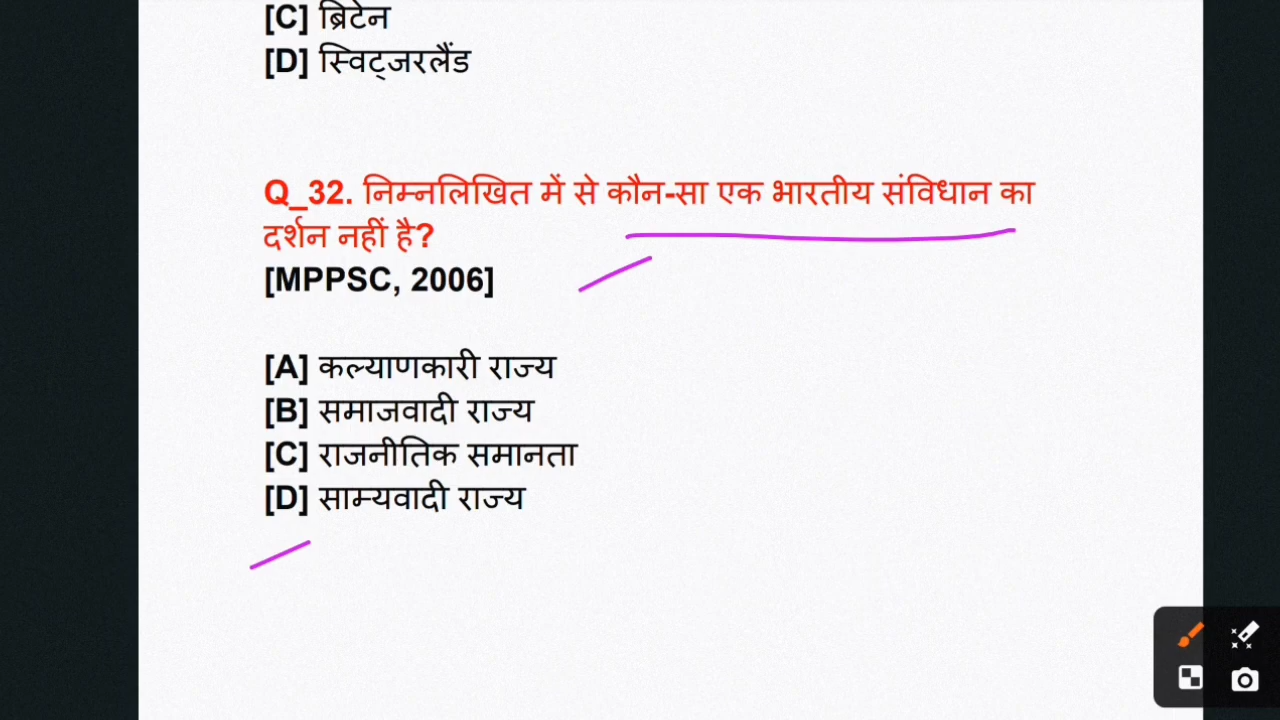 [C] ब्रिटेन
[D] स्विट्जरलैंड
Q_32. निम्नलिखित में से कौन-सा एक भारतीय संविधान का
दर्शन नहीं है?
[MPPSC, 2006]
[A] कल्याणकारी राज्य
[B] समाजवादी राज्य
[C] राजनीतिक समानता
[D] साम्यवादी राज्य